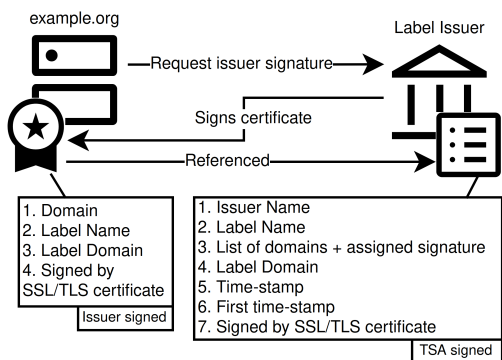 example.org
Label Issuer
Request issuer signature
Signs certificate
Referenced
1. Domain
2. Label Name
3. Label Domain
4. Signed by
SSL/TLS certificate
Issuer signed
1. Issuer Name
2. Label Name
3. List of domains + assigned signature
4. Label Domain
5. Time-stamp
6. First time-stamp
7. Signed by SSL/TLS certificate
TSA signed